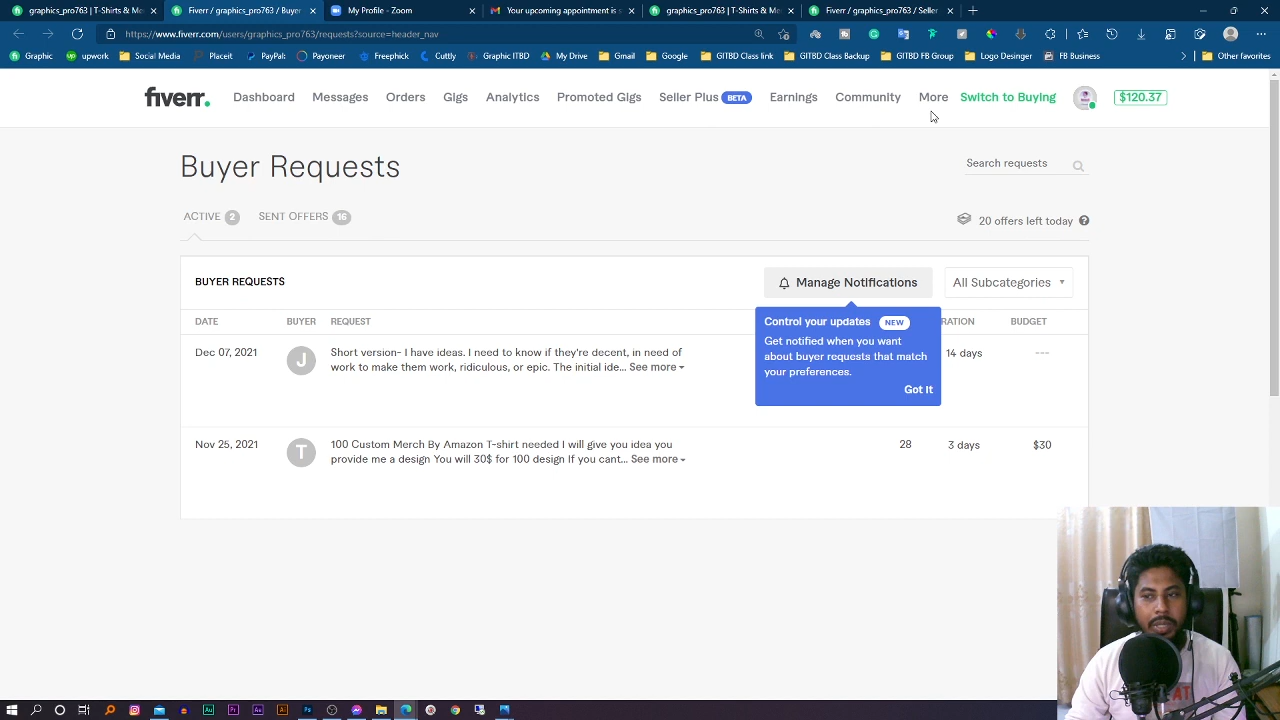 graphics_pro763 | T-Shirts & Me
Fiverr / graphics_pro763 / Buyer
My Profile - Zoom
Your upcoming appointment is s
graphics_pro763 | T-Shirts & Me
Fiverr / graphics_pro763 / Seller
https://www.fiverr.com/users/graphics_pro763/requests?source=header_nav
Graphic
upwork
Social Media
Placeit
PayPal:
Payoneer
Freephick
Cuttly
Graphic ITBD
My Drive
Gmail
Google
GITBD Class link
GITBD Backup
GITBD FB Group
Logo Desinger
FB Business
Other favorites
fiverr.
Dashboard
Messages
Orders
Gigs
Analytics
Promoted Gigs
Seller Plus BETA
Earnings
Community
More
Switch to Buying
$120.37
Buyer Requests
Search requests
ACTIVE 2
SENT OFFERS 16
20 offers left today
BUYER REQUESTS
Manage Notifications
All Subcategories
DATE
BUYER
REQUEST
RATION
BUDGET
Control your updates NEW
Get notified when you want
about buyer requests that match
your preferences.
Got It
Dec 07, 2021
J
Short version- I have ideas. I need to know if they're decent, in need of
work to make them work, ridiculous, or epic. The initial ide... See more
14 days
---
Nov 25, 2021
T
100 Custom Merch By Amazon T-shirt needed I will give you idea you
provide me a design You will 30$ for 100 design If you cant... See more
28
3 days
$30